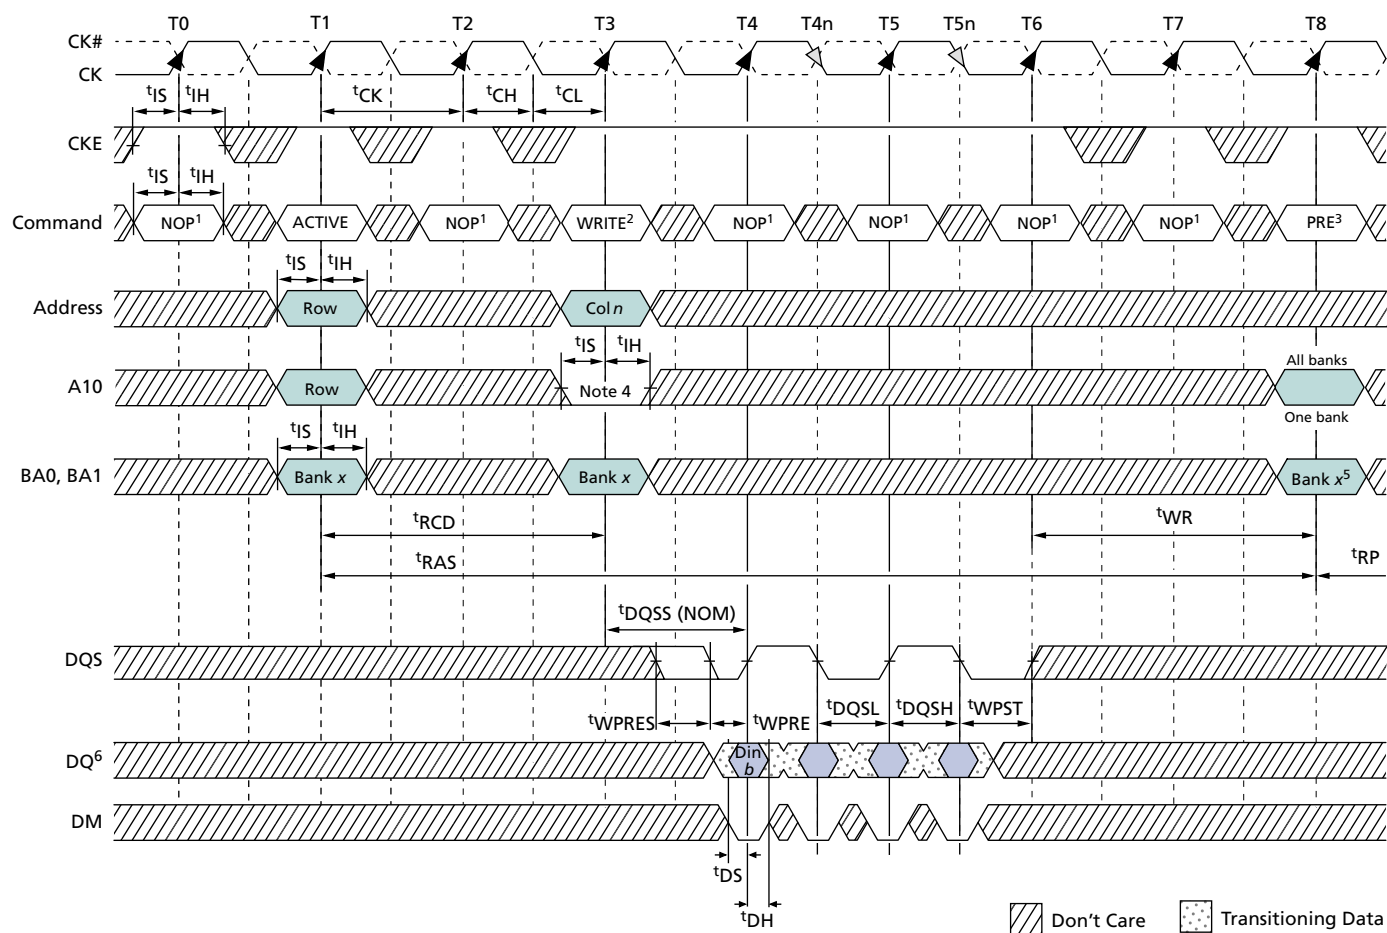 T0 T1 T2 T3 T4 T4n T5 T5n T6 T7 T8
CK#
CK
tIS tIH tCK tCH tCL
CKE
tIS tIH
Command NOP1 ACTIVE NOP1 WRITE2 NOP1 NOP1 NOP1 NOP1 PRE3
tIS tIH
Address Row Col n
tIS tIH
All banks
A10 Row Note 4
One bank
tIS tIH
BA0, BA1 Bank x Bank x Bank x5
tRCD tWR
tRAS tRP
tDQSS (NOM)
DQS
tWPRES tWPRE tDQSL tDQSH tWPST
DQ6 Din
b
DM
tDS
tDH
Don't Care Transitioning Data